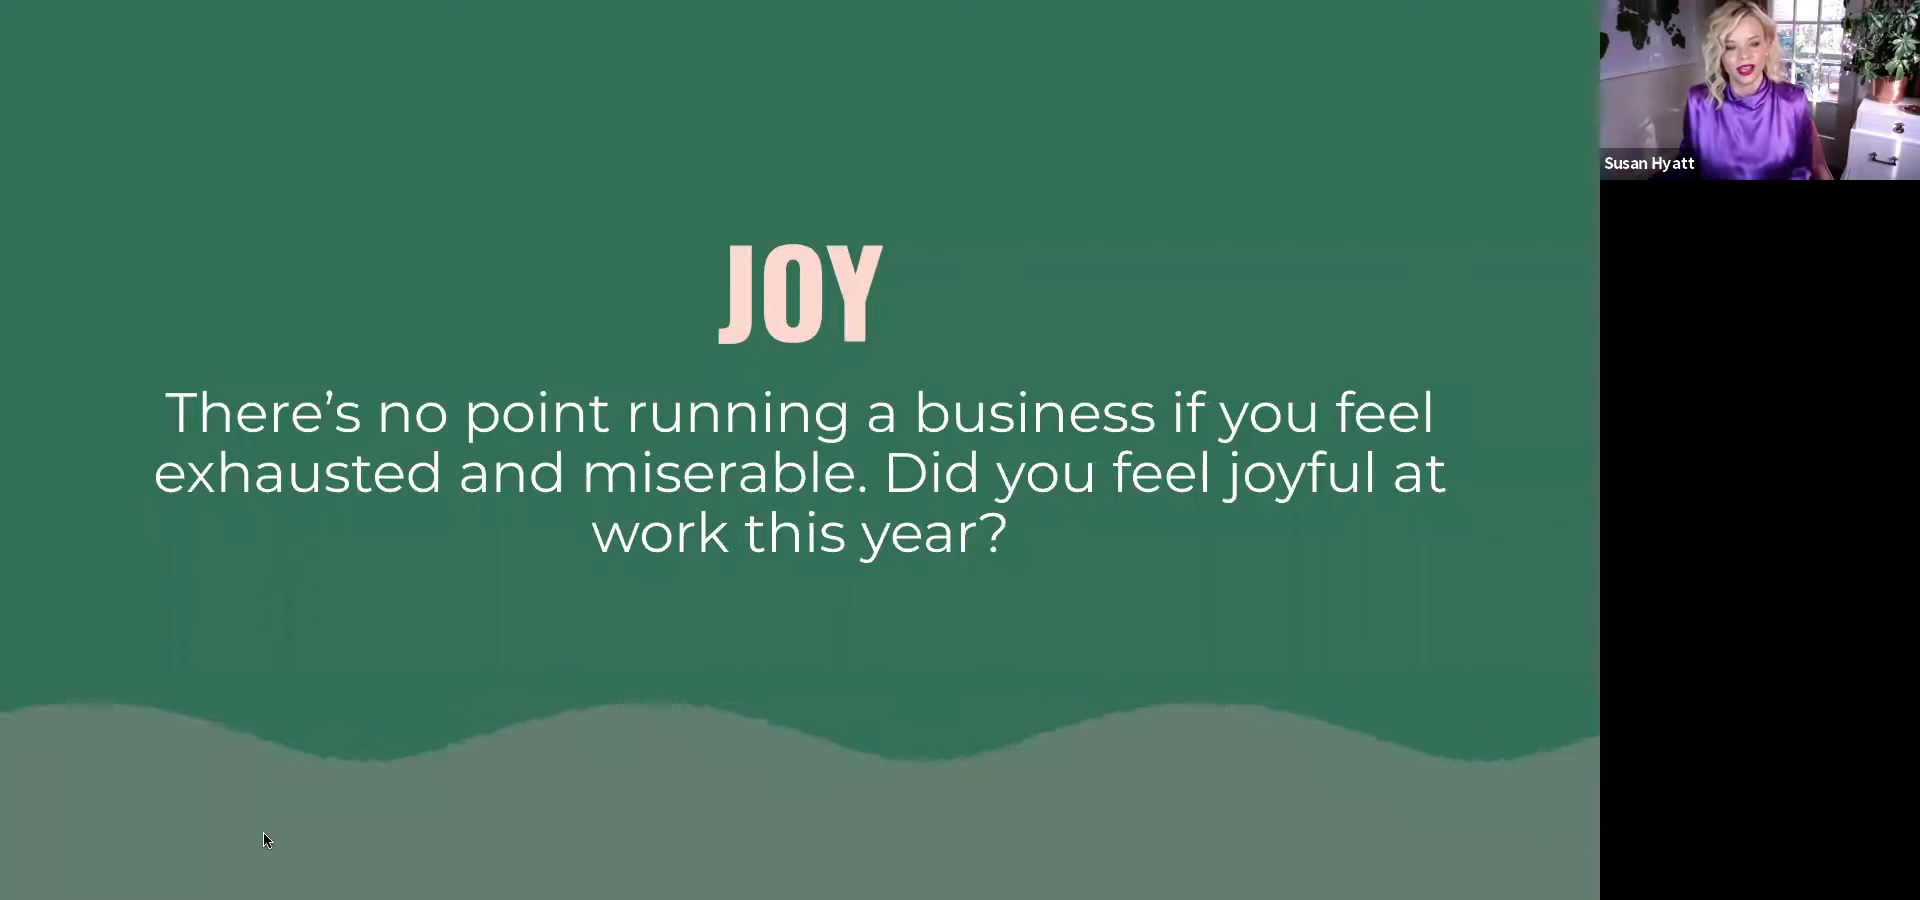 JOY
There’s no point running a business if you feel
exhausted and miserable. Did you feel joyful at
work this year?
Susan Hyatt